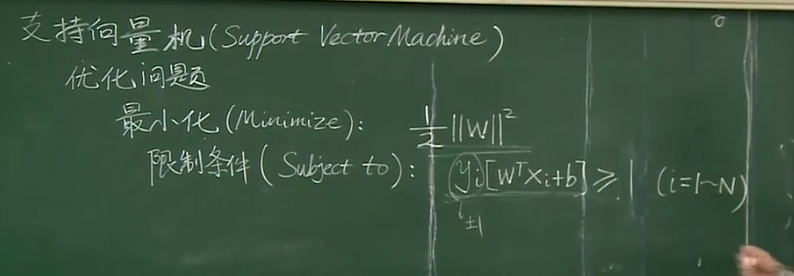 支持向量机(Support Vector Machine)
优化问题
最小化(Minimize): 1/2 ||W||²
限制条件(Subject to): yᵢ[WᵀXᵢ+b] ≥ 1 (i=1~N)
±1